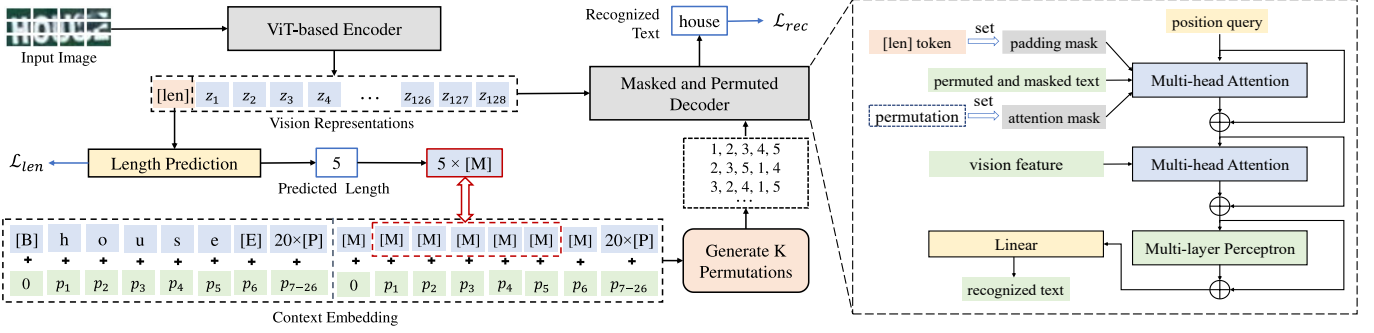 HOUSE
Input Image
ViT-based Encoder
[len] z1 z2 z3 z4 ... z126 z127 z128
Vision Representations
Recognized
Text
house
ℒrec
Masked and Permuted
Decoder
ℒlen
Length Prediction
5
Predicted Length
5 × [M]
1, 2, 3, 4, 5
2, 3, 5, 1, 4
3, 2, 4, 1, 5
...
Generate K
Permutations
[B] h o u s e [E] 20×[P] [M] [M] [M] [M] [M] [M] [M] 20×[P]
+ + + + + + + + + + + + + + + +
0 p1 p2 p3 p4 p5 p6 p7−26 0 p1 p2 p3 p4 p5 p6 p7−26
Context Embedding
position query
[len] token
set
padding mask
permuted and masked text
permutation
set
attention mask
Multi-head Attention
vision feature
Multi-head Attention
Linear
Multi-layer Perceptron
recognized text